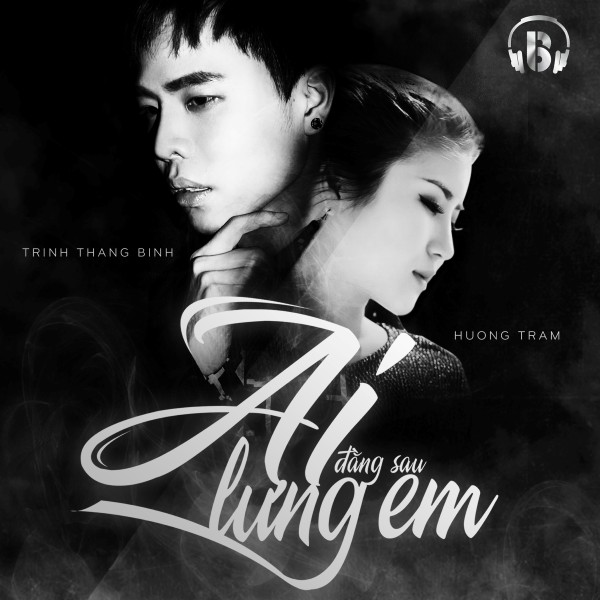 TRINH THANG BINH
HUONG TRAM
Ai
đằng sau
lưng em